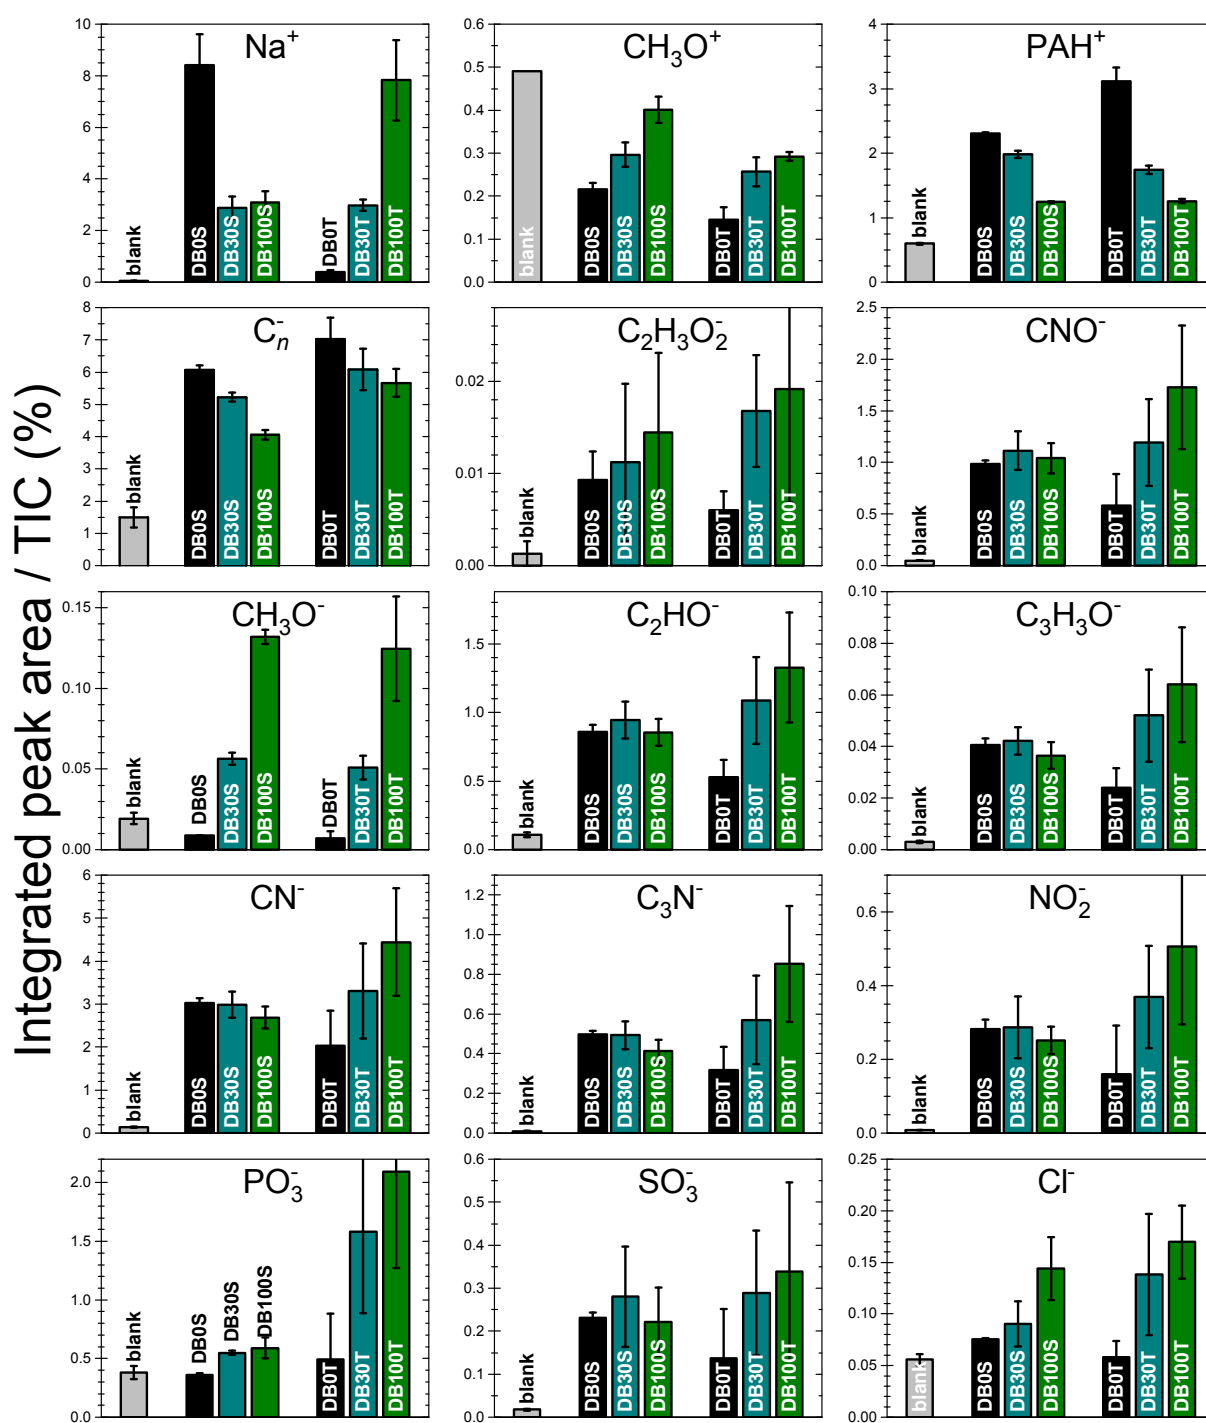 Integrated peak area / TIC (%)
Na⁺
10
8
6
4
2
0
blank
DB0S
DB30S
DB100S
DB0T
DB30T
DB100T
CH₃O⁺
0.6
0.5
0.4
0.3
0.2
0.1
0.0
blank
DB0S
DB30S
DB100S
DB0T
DB30T
DB100T
PAH⁺
4
3
2
1
0
blank
DB0S
DB30S
DB100S
DB0T
DB30T
DB100T
Cₙ⁻
8
7
6
5
4
3
2
1
0
blank
DB0S
DB30S
DB100S
DB0T
DB30T
DB100T
C₂H₃O₂⁻
0.02
0.01
0.00
blank
DB0S
DB30S
DB100S
DB0T
DB30T
DB100T
CNO⁻
2.5
2.0
1.5
1.0
0.5
0.0
blank
DB0S
DB30S
DB100S
DB0T
DB30T
DB100T
CH₃O⁻
0.15
0.10
0.05
0.00
blank
DB0S
DB30S
DB100S
DB0T
DB30T
DB100T
C₂HO⁻
1.5
1.0
0.5
0.0
blank
DB0S
DB30S
DB100S
DB0T
DB30T
DB100T
C₃H₃O⁻
0.10
0.08
0.06
0.04
0.02
0.00
blank
DB0S
DB30S
DB100S
DB0T
DB30T
DB100T
CN⁻
6
5
4
3
2
1
0
blank
DB0S
DB30S
DB100S
DB0T
DB30T
DB100T
C₃N⁻
1.2
1.0
0.8
0.6
0.4
0.2
0.0
blank
DB0S
DB30S
DB100S
DB0T
DB30T
DB100T
NO₂⁻
0.6
0.4
0.2
0.0
blank
DB0S
DB30S
DB100S
DB0T
DB30T
DB100T
PO₃⁻
2.0
1.5
1.0
0.5
0.0
blank
DB0S
DB30S
DB100S
DB0T
DB30T
DB100T
SO₃⁻
0.6
0.5
0.4
0.3
0.2
0.1
0.0
blank
DB0S
DB30S
DB100S
DB0T
DB30T
DB100T
Cl⁻
0.25
0.20
0.15
0.10
0.05
0.00
blank
DB0S
DB30S
DB100S
DB0T
DB30T
DB100T